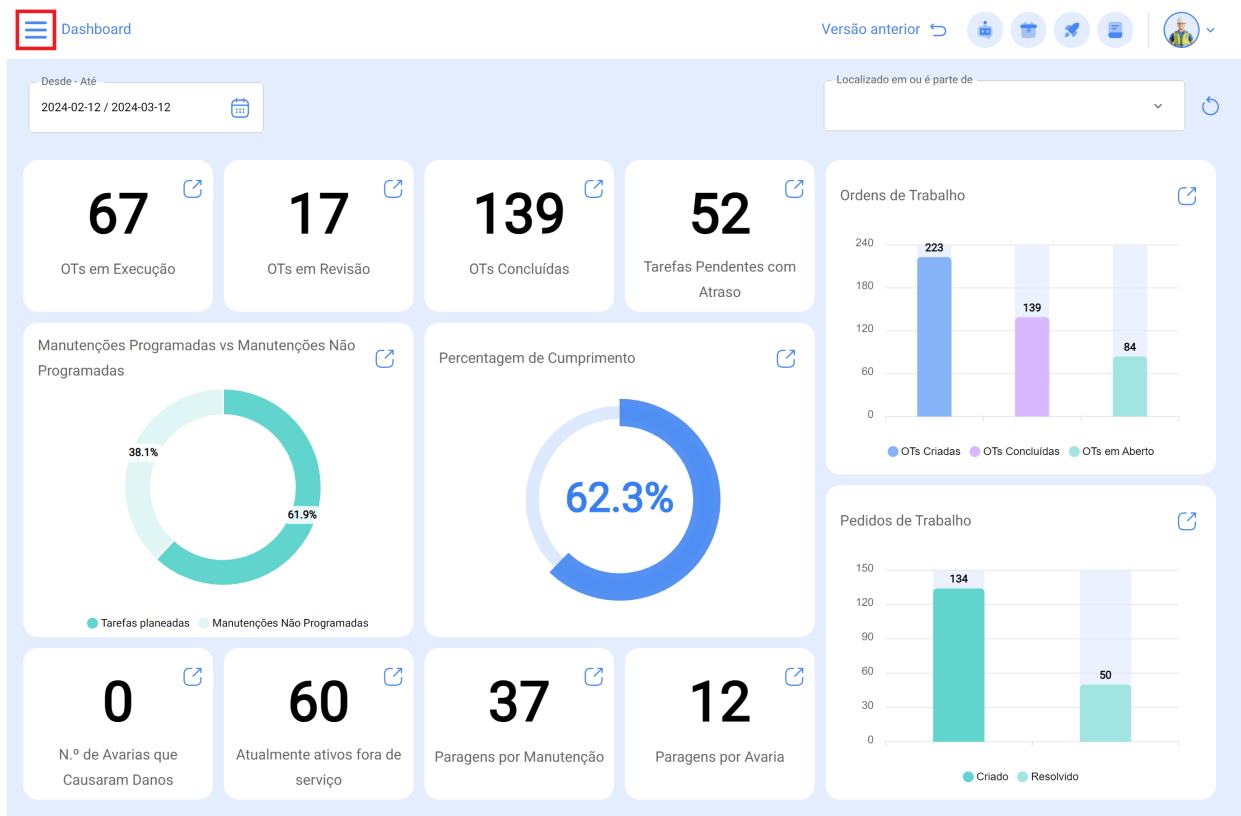 Dashboard
Versão anterior
Desde - Até
2024-02-12 / 2024-03-12
Localizado em ou é parte de
67
OTs em Execução
17
OTs em Revisão
139
OTs Concluídas
52
Tarefas Pendentes com
Atraso
Ordens de Trabalho
240
180
120
60
0
223
139
84
OTs Criadas
OTs Concluídas
OTs em Aberto
Manutenções Programadas vs Manutenções Não
Programadas
38.1%
61.9%
Tarefas planeadas
Manutenções Não Programadas
Percentagem de Cumprimento
62.3%
Pedidos de Trabalho
150
120
90
60
30
0
134
50
Criado
Resolvido
0
N.º de Avarias que
Causaram Danos
60
Atualmente ativos fora de
serviço
37
Paragens por Manutenção
12
Paragens por Avaria